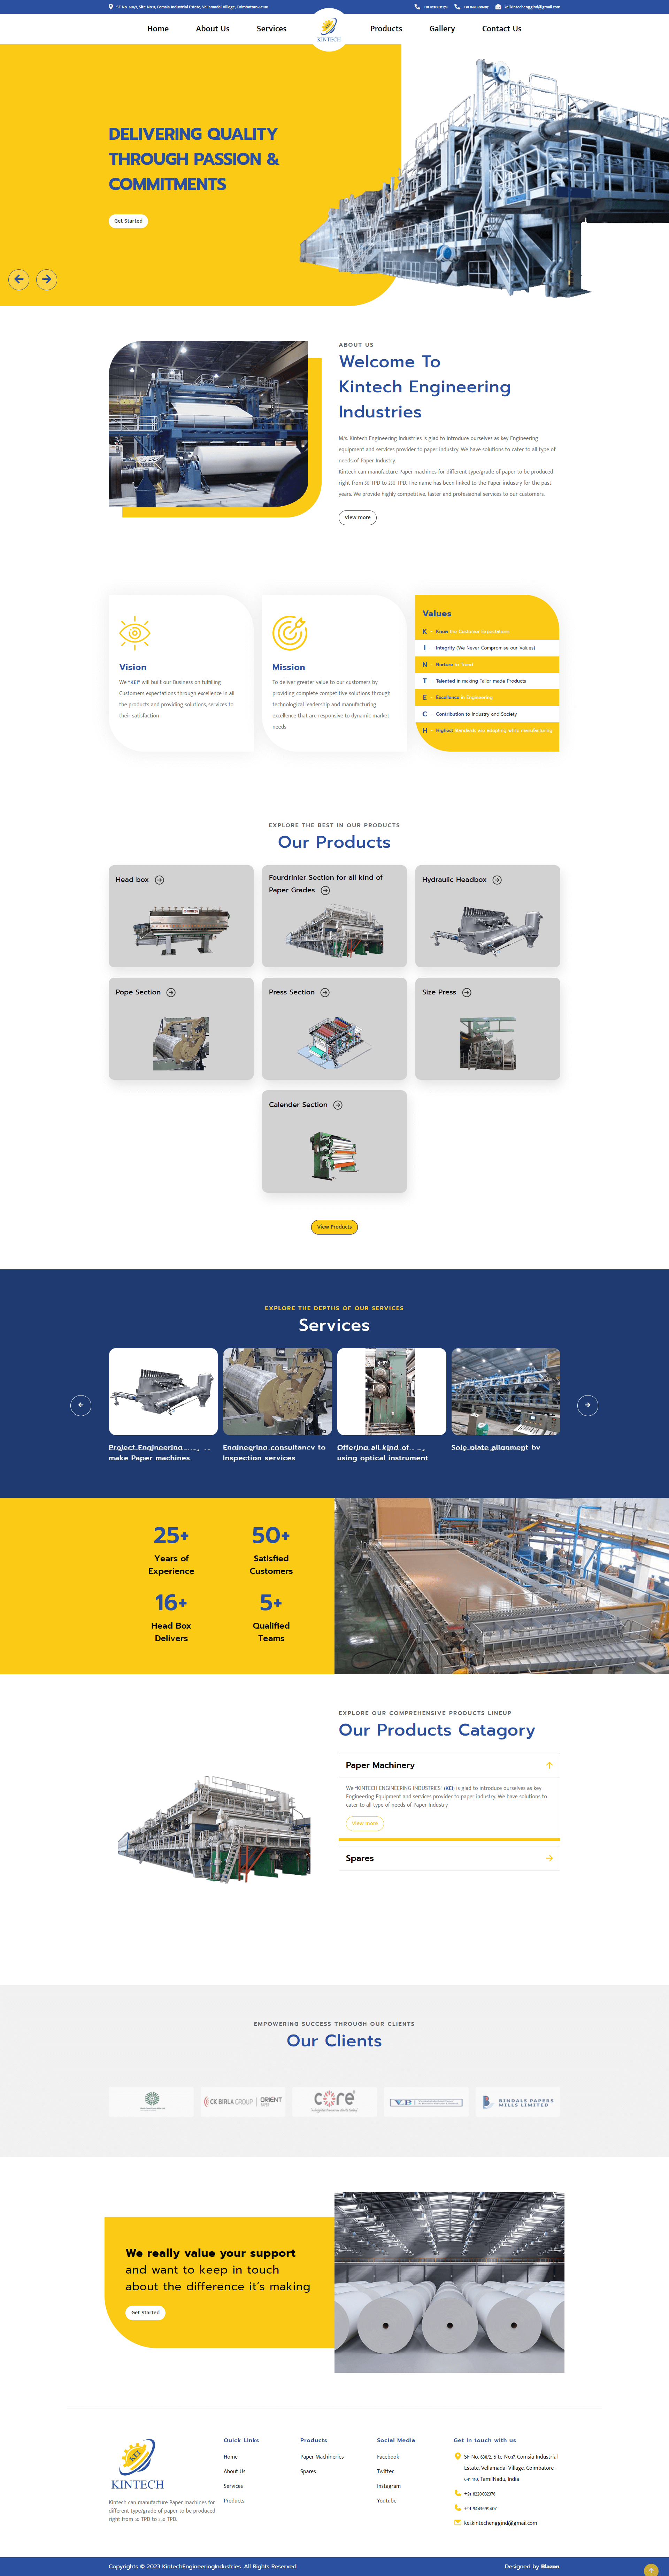 SF No. 638/2, Site No:17, Comsia Industrial Estate, Vellamadai Village, Coimbatore-641110
+91 8220032378
+91 9443699407
kei.kintechenggind@gmail.com
Home
About Us
Services
KINTECH
Products
Gallery
Contact Us
DELIVERING QUALITY
THROUGH PASSION &
COMMITMENTS
Get Started
ABOUT US
Welcome To
Kintech Engineering
Industries
M/s. Kintech Engineering Industries is glad to introduce ourselves as key Engineering
equipment and services provider to paper industry. We have solutions to cater to all type of
needs of Paper Industry.
Kintech can manufacture Paper machines for different type/grade of paper to be produced
right from 10 TPD to 250 TPD. The name has been linked to the Paper industry for the past
years. We provide highly competitive, faster and professional services to our customers.
View more
Vision
We "KEI" will built our Business on fulfilling
Customers expectations through excellence in all
the products and providing solutions, services to
their satisfaction
Mission
To deliver greater value to our customers by
providing complete competitive solutions through
technological leadership and manufacturing
excellence that are responsive to dynamic market
needs
Values
K - Know the Customer Expectations
I - Integrity (We Never Compromise our Values)
N - Nurture to Trend
T - Talented in making Tailor made Products
E - Excellence in Engineering
C - Contribution to Industry and Society
H - Highest Standards are adopting while manufacturing
EXPLORE THE BEST IN OUR PRODUCTS
Our Products
Head box
Fourdrinier Section for all kind of
Paper Grades
Hydraulic Headbox
Pope Section
Press Section
Size Press
Calender Section
View Products
EXPLORE THE DEPTHS OF OUR SERVICES
Services
Project Engineering
make Paper machines.
Engineering consultancy to
Inspection services
Offering all kind of
using optical instrument
Sole plate alignment by
25+
Years of
Experience
50+
Satisfied
Customers
16+
Head Box
Delivers
5+
Qualified
Teams
EXPLORE OUR COMPREHENSIVE PRODUCTS LINEUP
Our Products Catagory
Paper Machinery
We "KINTECH ENGINEERING INDUSTRIES" (KEI) is glad to introduce ourselves as key
Engineering Equipment and services provider to paper industry. We have solutions to
cater to all type of needs of Paper Industry
View more
Spares
EMPOWERING SUCCESS THROUGH OUR CLIENTS
Our Clients
CK BIRLA GROUP | ORIENT
core
BINDALS PAPERS
MILLS LIMITED
We really value your support
and want to keep in touch
about the difference it's making
Get Started
KEI
KINTECH
Kintech can manufacture Paper machines for
different type/grade of paper to be produced
right from 10 TPD to 250 TPD.
Quick Links
Home
About Us
Services
Products
Products
Paper Machineries
Spares
Social Media
Facebook
Twitter
Instagram
Youtube
Get in touch with us
SF No. 638/2, Site No:17, Comsia Industrial
Estate, Vellamadai Village, Coimbatore -
641 110, TamilNadu, India
+91 8220032378
+91 9443699407
kei.kintechenggind@gmail.com
Copyrights © 2023 KintechEngineeringIndustries. All Rights Reserved
Designed by Blazon.